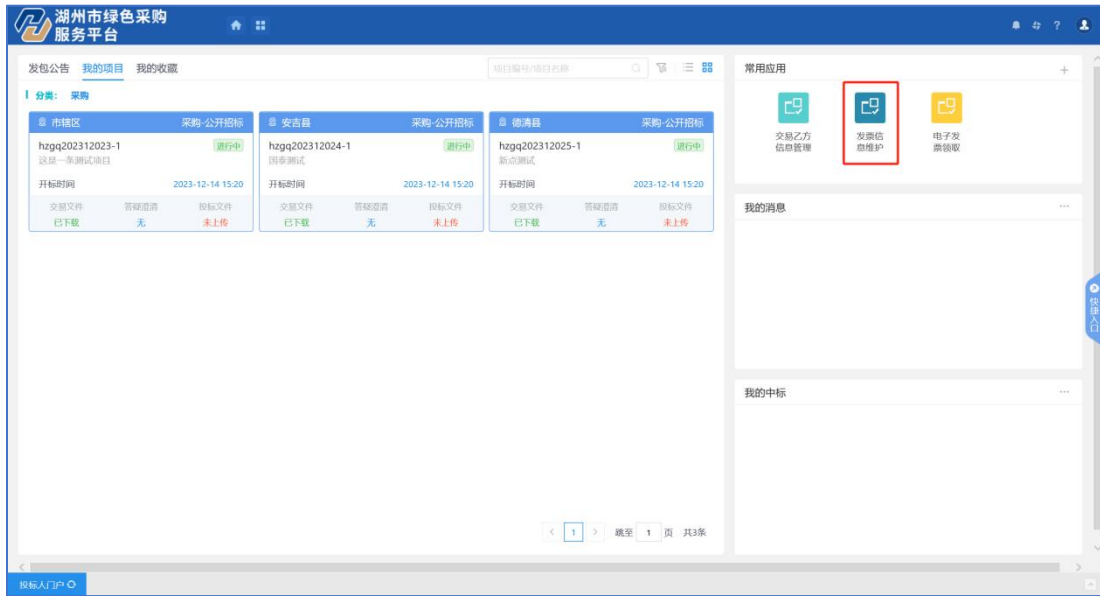 湖州市绿色采购
服务平台
发包公告 我的项目 我的收藏
项目编号/项目名称
分类： 采购
市辖区 采购-公开招标
hzgq202312023-1 进行中
这是一条测试项目
开标时间 2023-12-14 15:20
交易文件 答疑澄清 投标文件
已下载 无 未上传
安吉县 采购-公开招标
hzgq202312024-1 进行中
国泰测试
开标时间 2023-12-14 15:20
交易文件 答疑澄清 投标文件
已下载 无 未上传
德清县 采购-公开招标
hzgq202312025-1 进行中
新点测试
开标时间 2023-12-14 15:20
交易文件 答疑澄清 投标文件
已下载 无 未上传
1 跳至 1 页 共3条
常用应用
交易乙方
信息管理
发票信
息维护
电子发
票领取
我的消息
我的中标
快捷入口
投标人门户